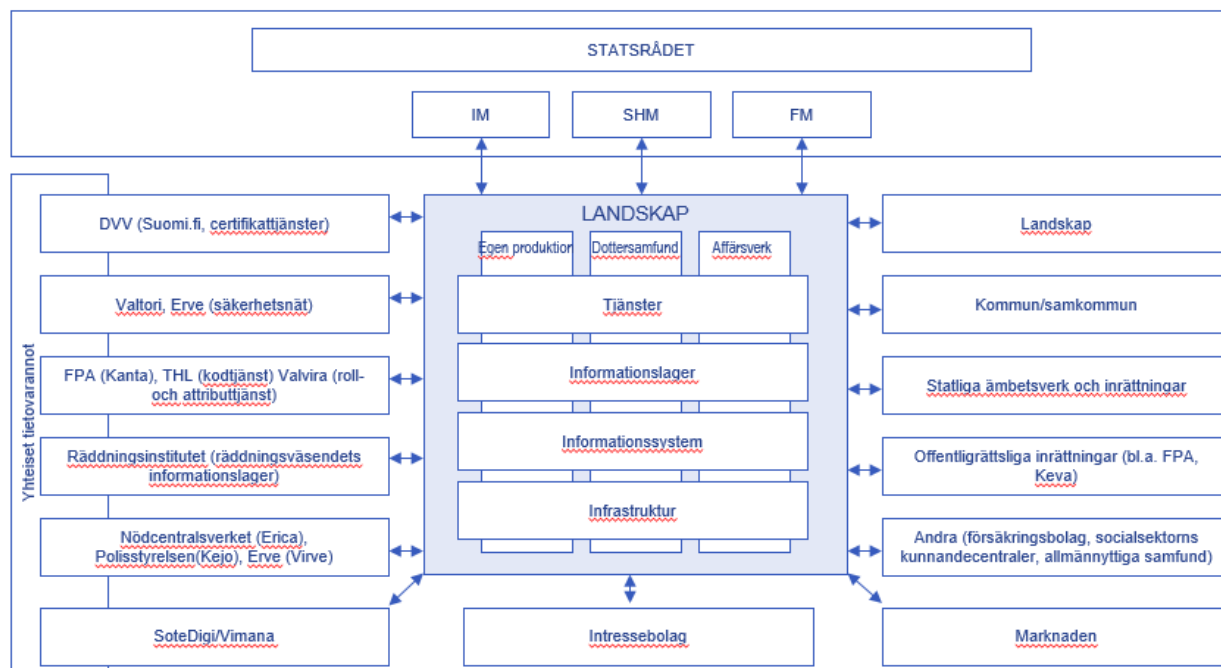 STATSRÅDET
IM
SHM
FM
Yhteiset tietovarannot
DVV (Suomi.fi, certifikattjänster)
Valtori, Erve (säkerhetsnät)
FPA (Kanta), THL (kodtjänst) Valvira (roll-
och attributtjänst)
Räddningsinstitutet (räddningsväsendets
informationslager)
Nödcentralsverket (Erica),
Polisstyrelsen(Kejo), Erve (Virve)
SoteDigi/Vimana
LANDSKAP
Egen produktion
Dottersamfund
Affärsverk
Tjänster
Informationslager
Informationssystem
Infrastruktur
Intressebolag
Landskap
Kommun/samkommun
Statliga ämbetsverk och inrättningar
Offentligrättsliga inrättningar (bl.a. FPA,
Keva)
Andra (försäkringsbolag, socialsektorns
kunnandecentraler, allmännyttiga samfund)
Marknaden